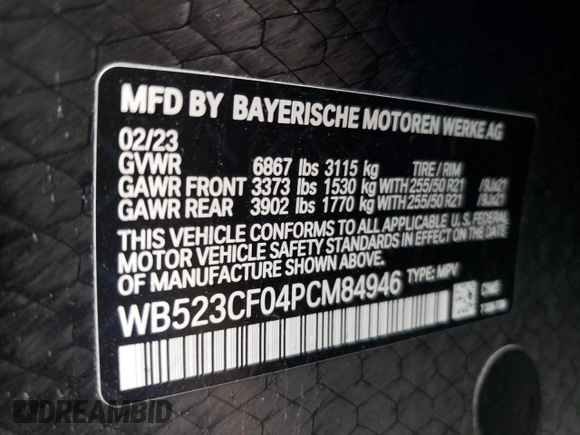 MFD BY BAYERISCHE MOTOREN WERKE AG
02/23
GVWR 6867 lbs 3115 kg TIRE / RIM
GAWR FRONT 3373 lbs 1530 kg WITH 255/50 R21 / 9Jx21
GAWR REAR 3902 lbs 1770 kg WITH 255/50 R21 / 9Jx21
THIS VEHICLE CONFORMS TO ALL APPLICABLE U.S. FEDERAL
MOTOR VEHICLE SAFETY STANDARDS IN EFFECT ON THE DATE
OF MANUFACTURE SHOWN ABOVE.
WB523CF04PCM84946 TYPE: MPV
DREAMBID